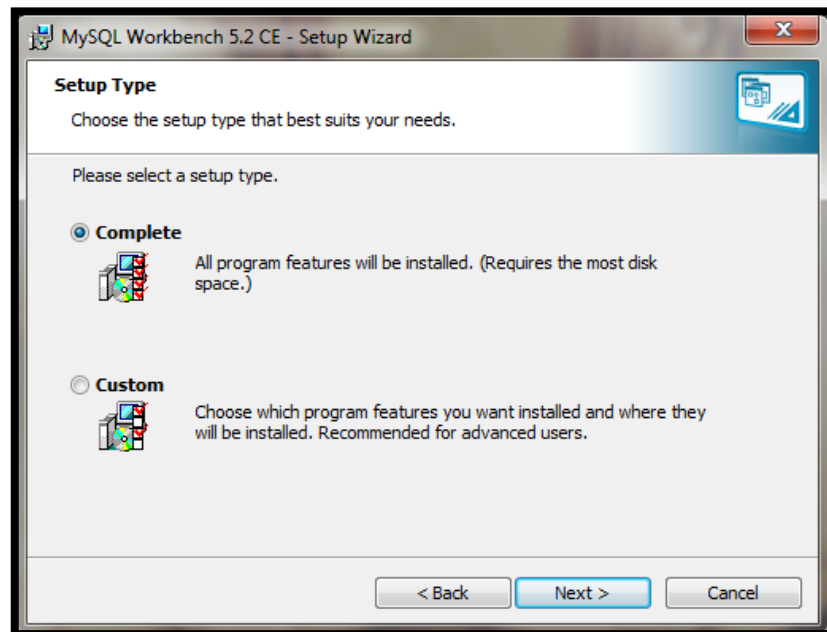 MySQL Workbench 5.2 CE - Setup Wizard
Setup Type
Choose the setup type that best suits your needs.
Please select a setup type.
Complete
All program features will be installed. (Requires the most disk
space.)
Custom
Choose which program features you want installed and where they
will be installed. Recommended for advanced users.
< Back
Next >
Cancel